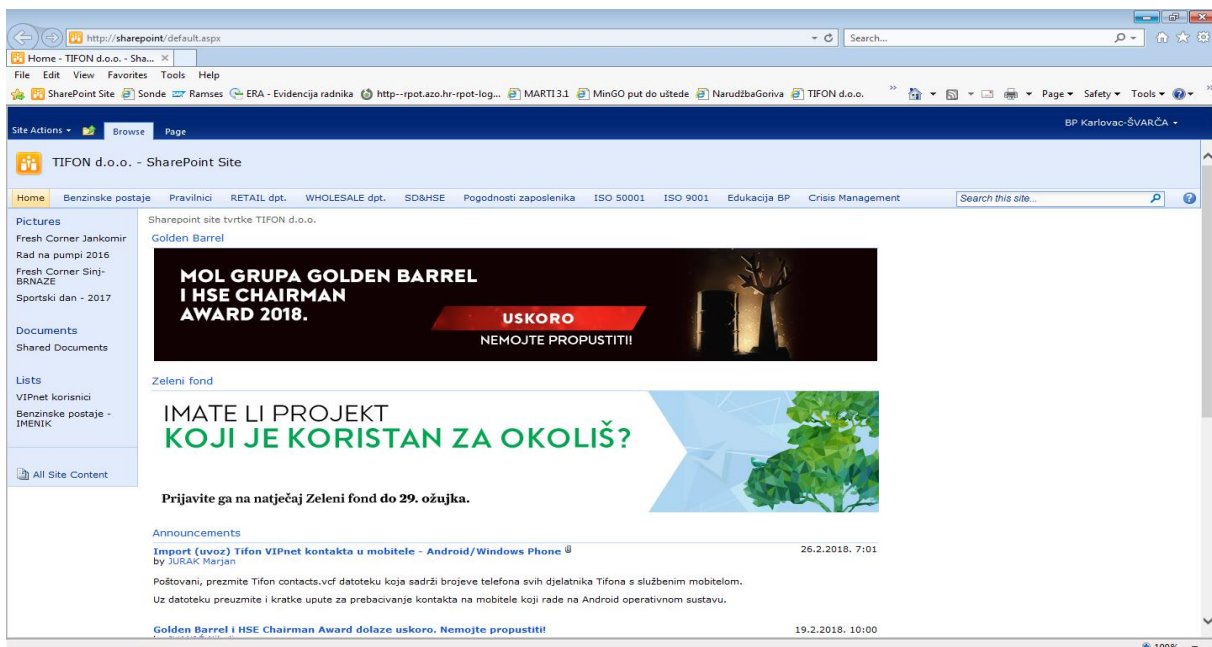 http://sharepoint/default.aspx
Search...
Home - TIFON d.o.o. - Sha...
File Edit View Favorites Tools Help
SharePoint Site Sonde Ramses ERA - Evidencija radnika http--rpot.azo.hr-rpot-log... MARTI 3.1 MinGO put do uštede NarudžbaGoriva TIFON d.o.o. » Page Safety Tools »
Site Actions Browse Page BP Karlovac-ŠVARČA
TIFON d.o.o. - SharePoint Site
Home Benzinske postaje Pravilnici RETAIL dpt. WHOLESALE dpt. SD&HSE Pogodnosti zaposlenika ISO 50001 ISO 9001 Edukacija BP Crisis Management Search this site...
Pictures
Fresh Corner Jankomir
Rad na pumpi 2016
Fresh Corner Sinj-
BRNAZE
Sportski dan - 2017
Documents
Shared Documents
Lists
VIPnet korisnici
Benzinske postaje -
IMENIK
All Site Content
Sharepoint site tvrtke TIFON d.o.o.
Golden Barrel
MOL GRUPA GOLDEN BARREL
I HSE CHAIRMAN
AWARD 2018.
USKORO
NEMOJTE PROPUSTITI!
Zeleni fond
IMATE LI PROJEKT
KOJI JE KORISTAN ZA OKOLIŠ?
Prijavite ga na natječaj Zeleni fond do 29. ožujka.
Announcements
Import (uvoz) Tifon VIPnet kontakta u mobitele - Android/Windows Phone 26.2.2018. 7:01
by JURAK Marjan
Poštovani, prezmite Tifon contacts.vcf datoteku koja sadrži brojeve telefona svih djelatnika Tifona s službenim mobitelom.
Uz datoteku preuzmite i kratke upute za prebacivanje kontakta na mobitele koji rade na Android operativnom sustavu.
Golden Barrel i HSE Chairman Award dolaze uskoro. Nemojte propustiti! 19.2.2018. 10:00